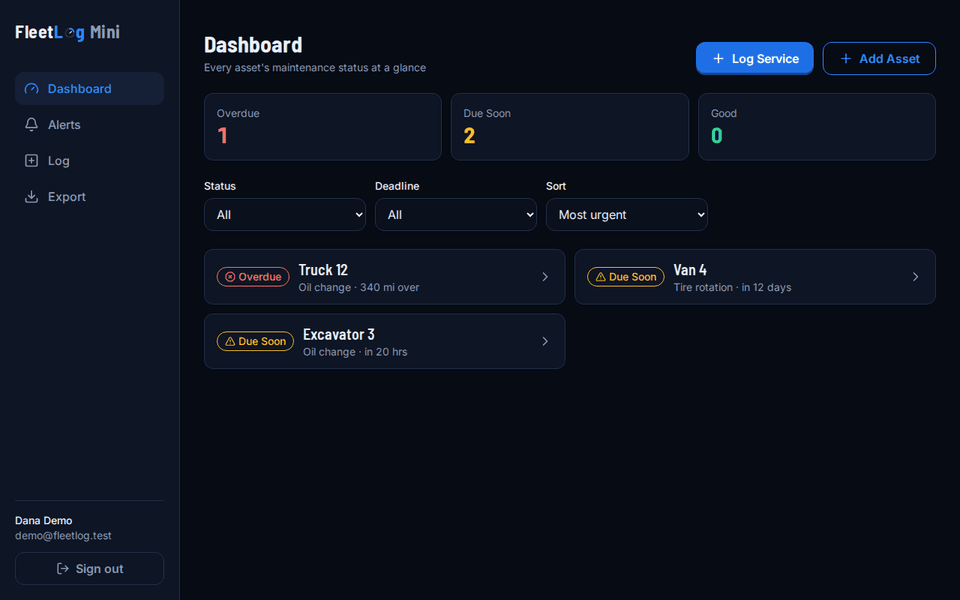 FleetLog Mini
Dashboard
Alerts
Log
Export
Dana Demo
demo@fleetlog.test
Sign out
Dashboard
Every asset's maintenance status at a glance
Log Service
Add Asset
Overdue
1
Due Soon
2
Good
0
Status
All
Deadline
All
Sort
Most urgent
Overdue
Truck 12
Oil change · 340 mi over
Due Soon
Van 4
Tire rotation · in 12 days
Due Soon
Excavator 3
Oil change · in 20 hrs